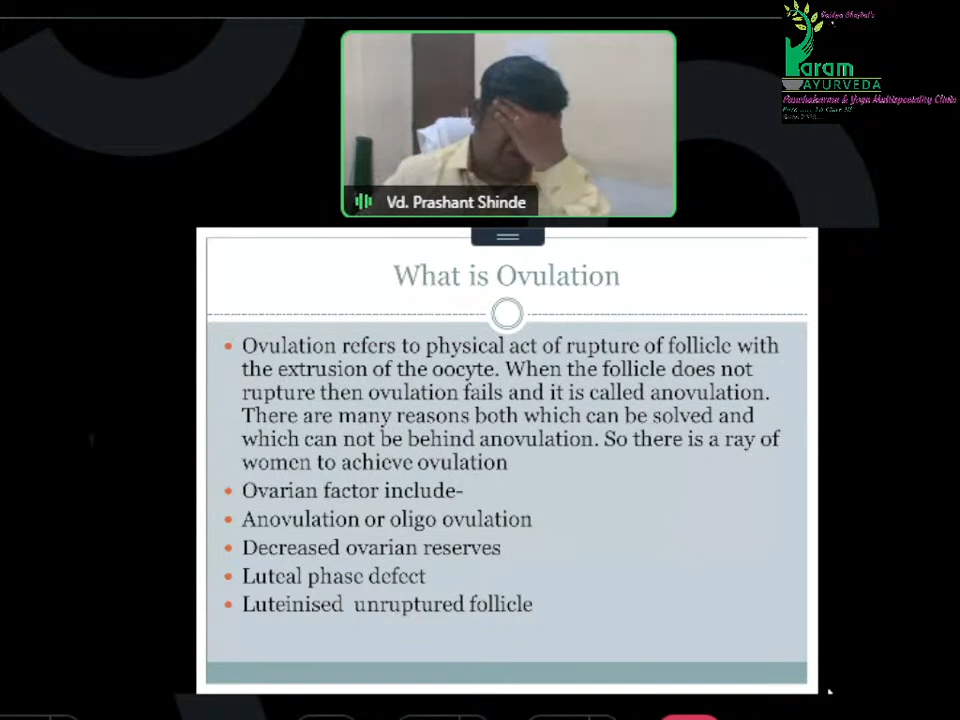 Vaidya Khajbal's
Param
AYURVEDA
Panchakarma & Yoga Multispeciality Clinic
Vd. Prashant Shinde
What is Ovulation
• Ovulation refers to physical act of rupture of follicle with
the extrusion of the oocyte. When the follicle does not
rupture then ovulation fails and it is called anovulation.
There are many reasons both which can be solved and
which can not be behind anovulation. So there is a ray of
women to achieve ovulation
• Ovarian factor include-
• Anovulation or oligo ovulation
• Decreased ovarian reserves
• Luteal phase defect
• Luteinised unruptured follicle